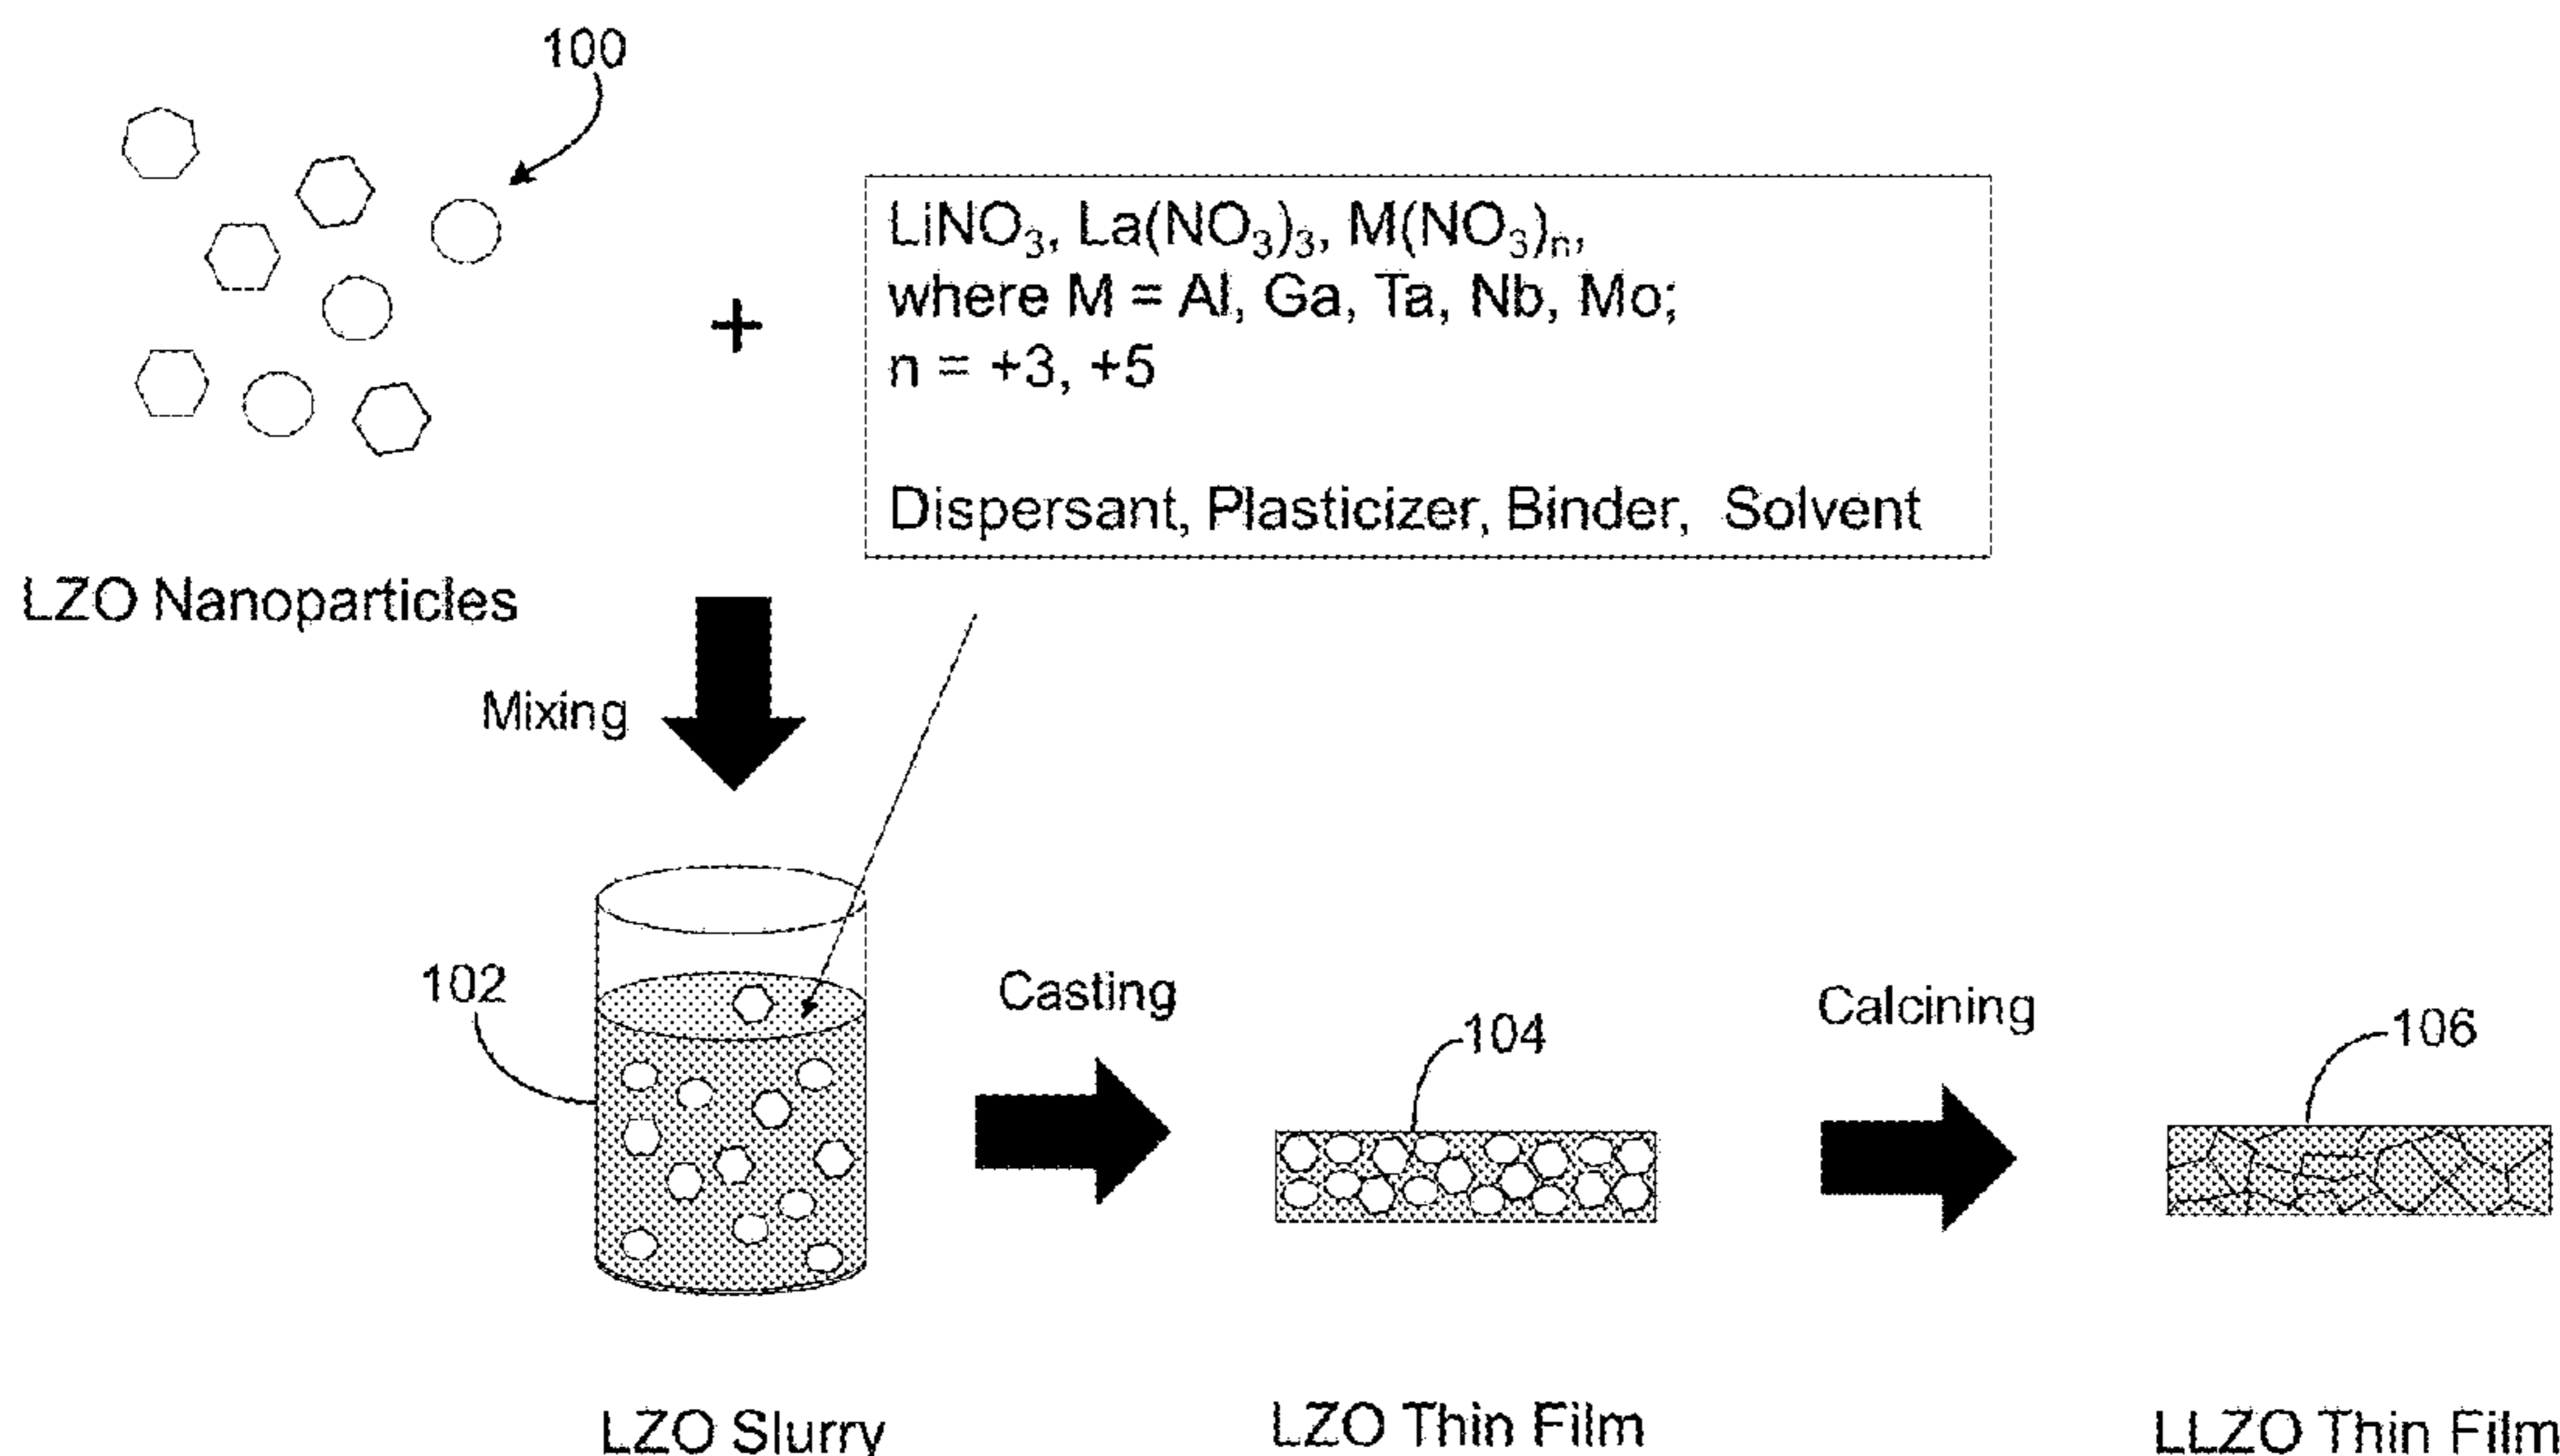 100
LiNO₃, La(NO₃)₃, M(NO₃)ₙ,
where M = Al, Ga, Ta, Nb, Mo;
n = +3, +5
+
Dispersant, Plasticizer, Binder, Solvent
LZO Nanoparticles
Mixing
102
Casting
104
Calcining
106
LZO Slurry
LZO Thin Film
LLZO Thin Film